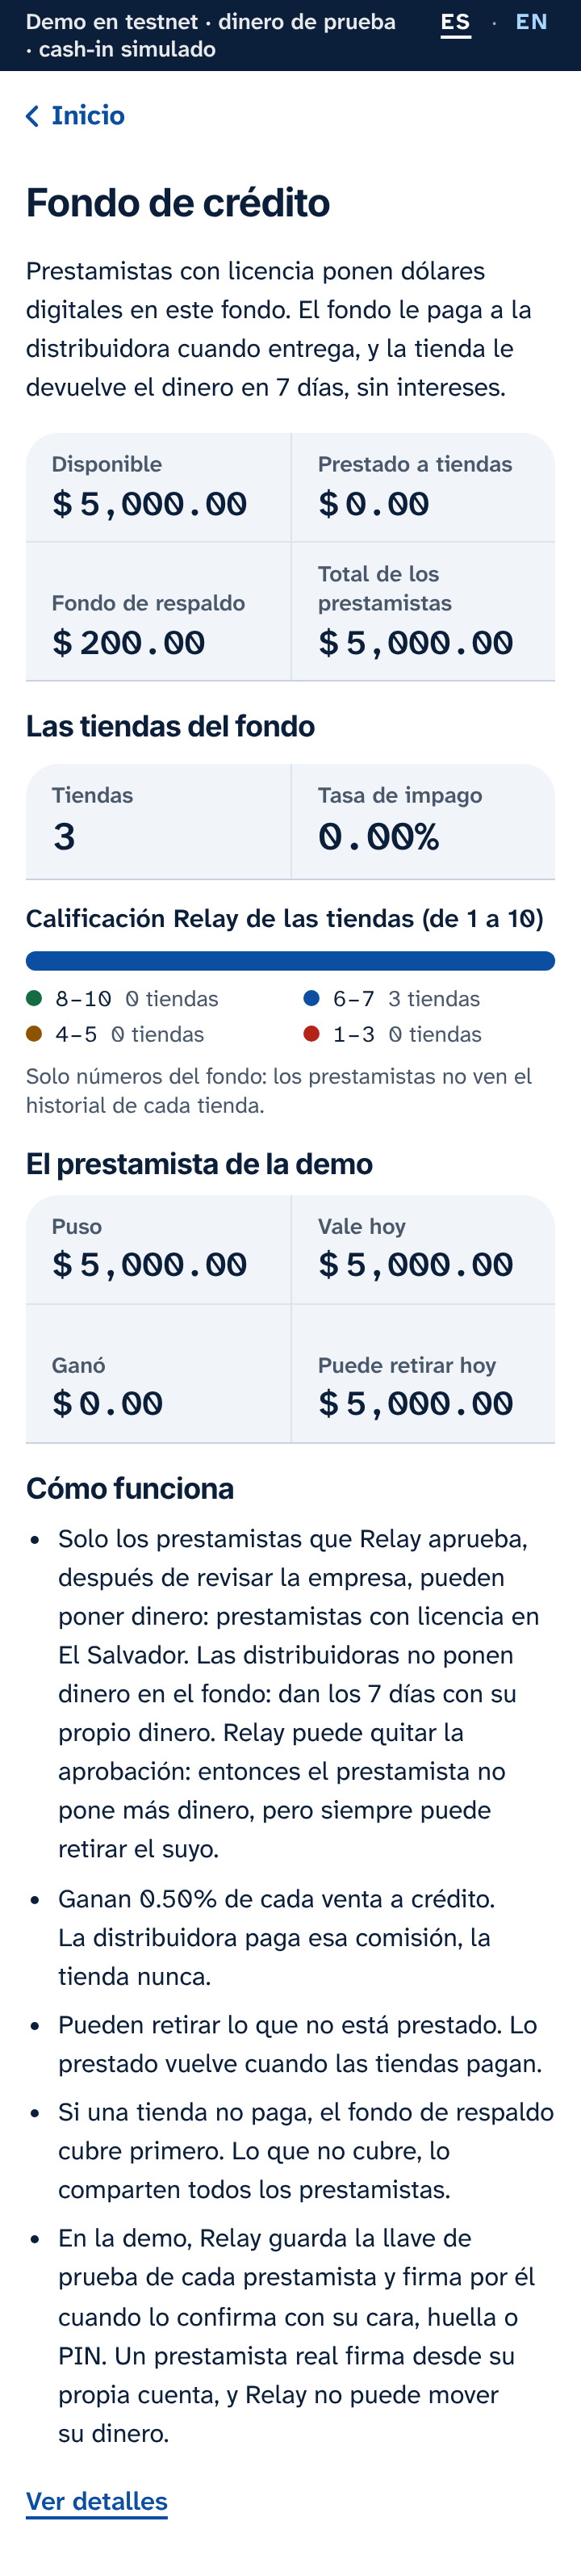 Demo en testnet · dinero de prueba
· cash-in simulado
ES · EN
Inicio
Fondo de crédito
Prestamistas con licencia ponen dólares
digitales en este fondo. El fondo le paga a la
distribuidora cuando entrega, y la tienda le
devuelve el dinero en 7 días, sin intereses.
Disponible
$5,000.00
Prestado a tiendas
$0.00
Fondo de respaldo
$200.00
Total de los
prestamistas
$5,000.00
Las tiendas del fondo
Tiendas
3
Tasa de impago
0.00%
Calificación Relay de las tiendas (de 1 a 10)
8–10 0 tiendas
6–7 3 tiendas
4–5 0 tiendas
1–3 0 tiendas
Solo números del fondo: los prestamistas no ven el
historial de cada tienda.
El prestamista de la demo
Puso
$5,000.00
Vale hoy
$5,000.00
Ganó
$0.00
Puede retirar hoy
$5,000.00
Cómo funciona
• Solo los prestamistas que Relay aprueba,
después de revisar la empresa, pueden
poner dinero: prestamistas con licencia en
El Salvador. Las distribuidoras no ponen
dinero en el fondo: dan los 7 días con su
propio dinero. Relay puede quitar la
aprobación: entonces el prestamista no
pone más dinero, pero siempre puede
retirar el suyo.
• Ganan 0.50% de cada venta a crédito.
La distribuidora paga esa comisión, la
tienda nunca.
• Pueden retirar lo que no está prestado. Lo
prestado vuelve cuando las tiendas pagan.
• Si una tienda no paga, el fondo de respaldo
cubre primero. Lo que no cubre, lo
comparten todos los prestamistas.
• En la demo, Relay guarda la llave de
prueba de cada prestamista y firma por él
cuando lo confirma con su cara, huella o
PIN. Un prestamista real firma desde su
propia cuenta, y Relay no puede mover
su dinero.
Ver detalles